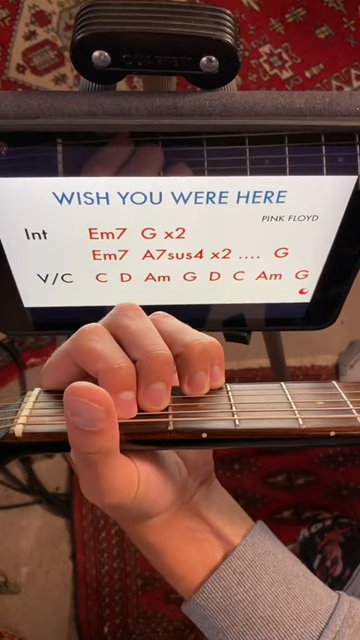 WISH YOU WERE HERE
PINK FLOYD
Int Em7 G x2
Em7 A7sus4 x2 .... G
V/C C D Am G D C Am G